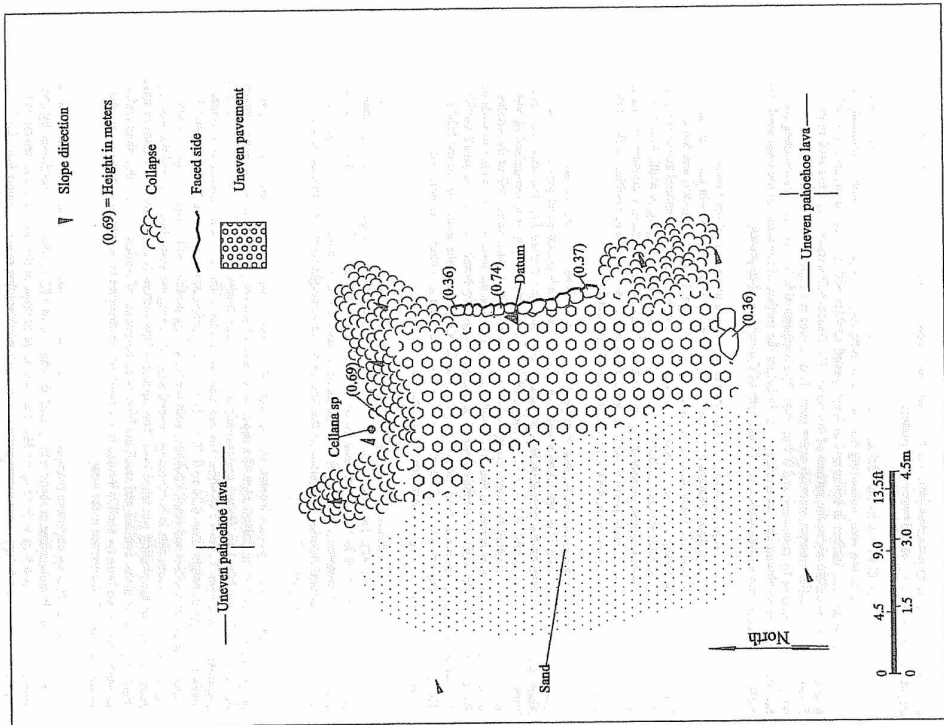 Slope direction
(0.69) = Height in meters
Collapse
Faced side
Uneven pavement
Uneven pahoehoe lava
Cellana sp
(0.69)
(0.36)
(0.74)
Datum
(0.37)
(0.36)
Uneven pahoehoe lava
Sand
North
0 4.5 9.0 13.5ft
0 1.5 3.0 4.5m